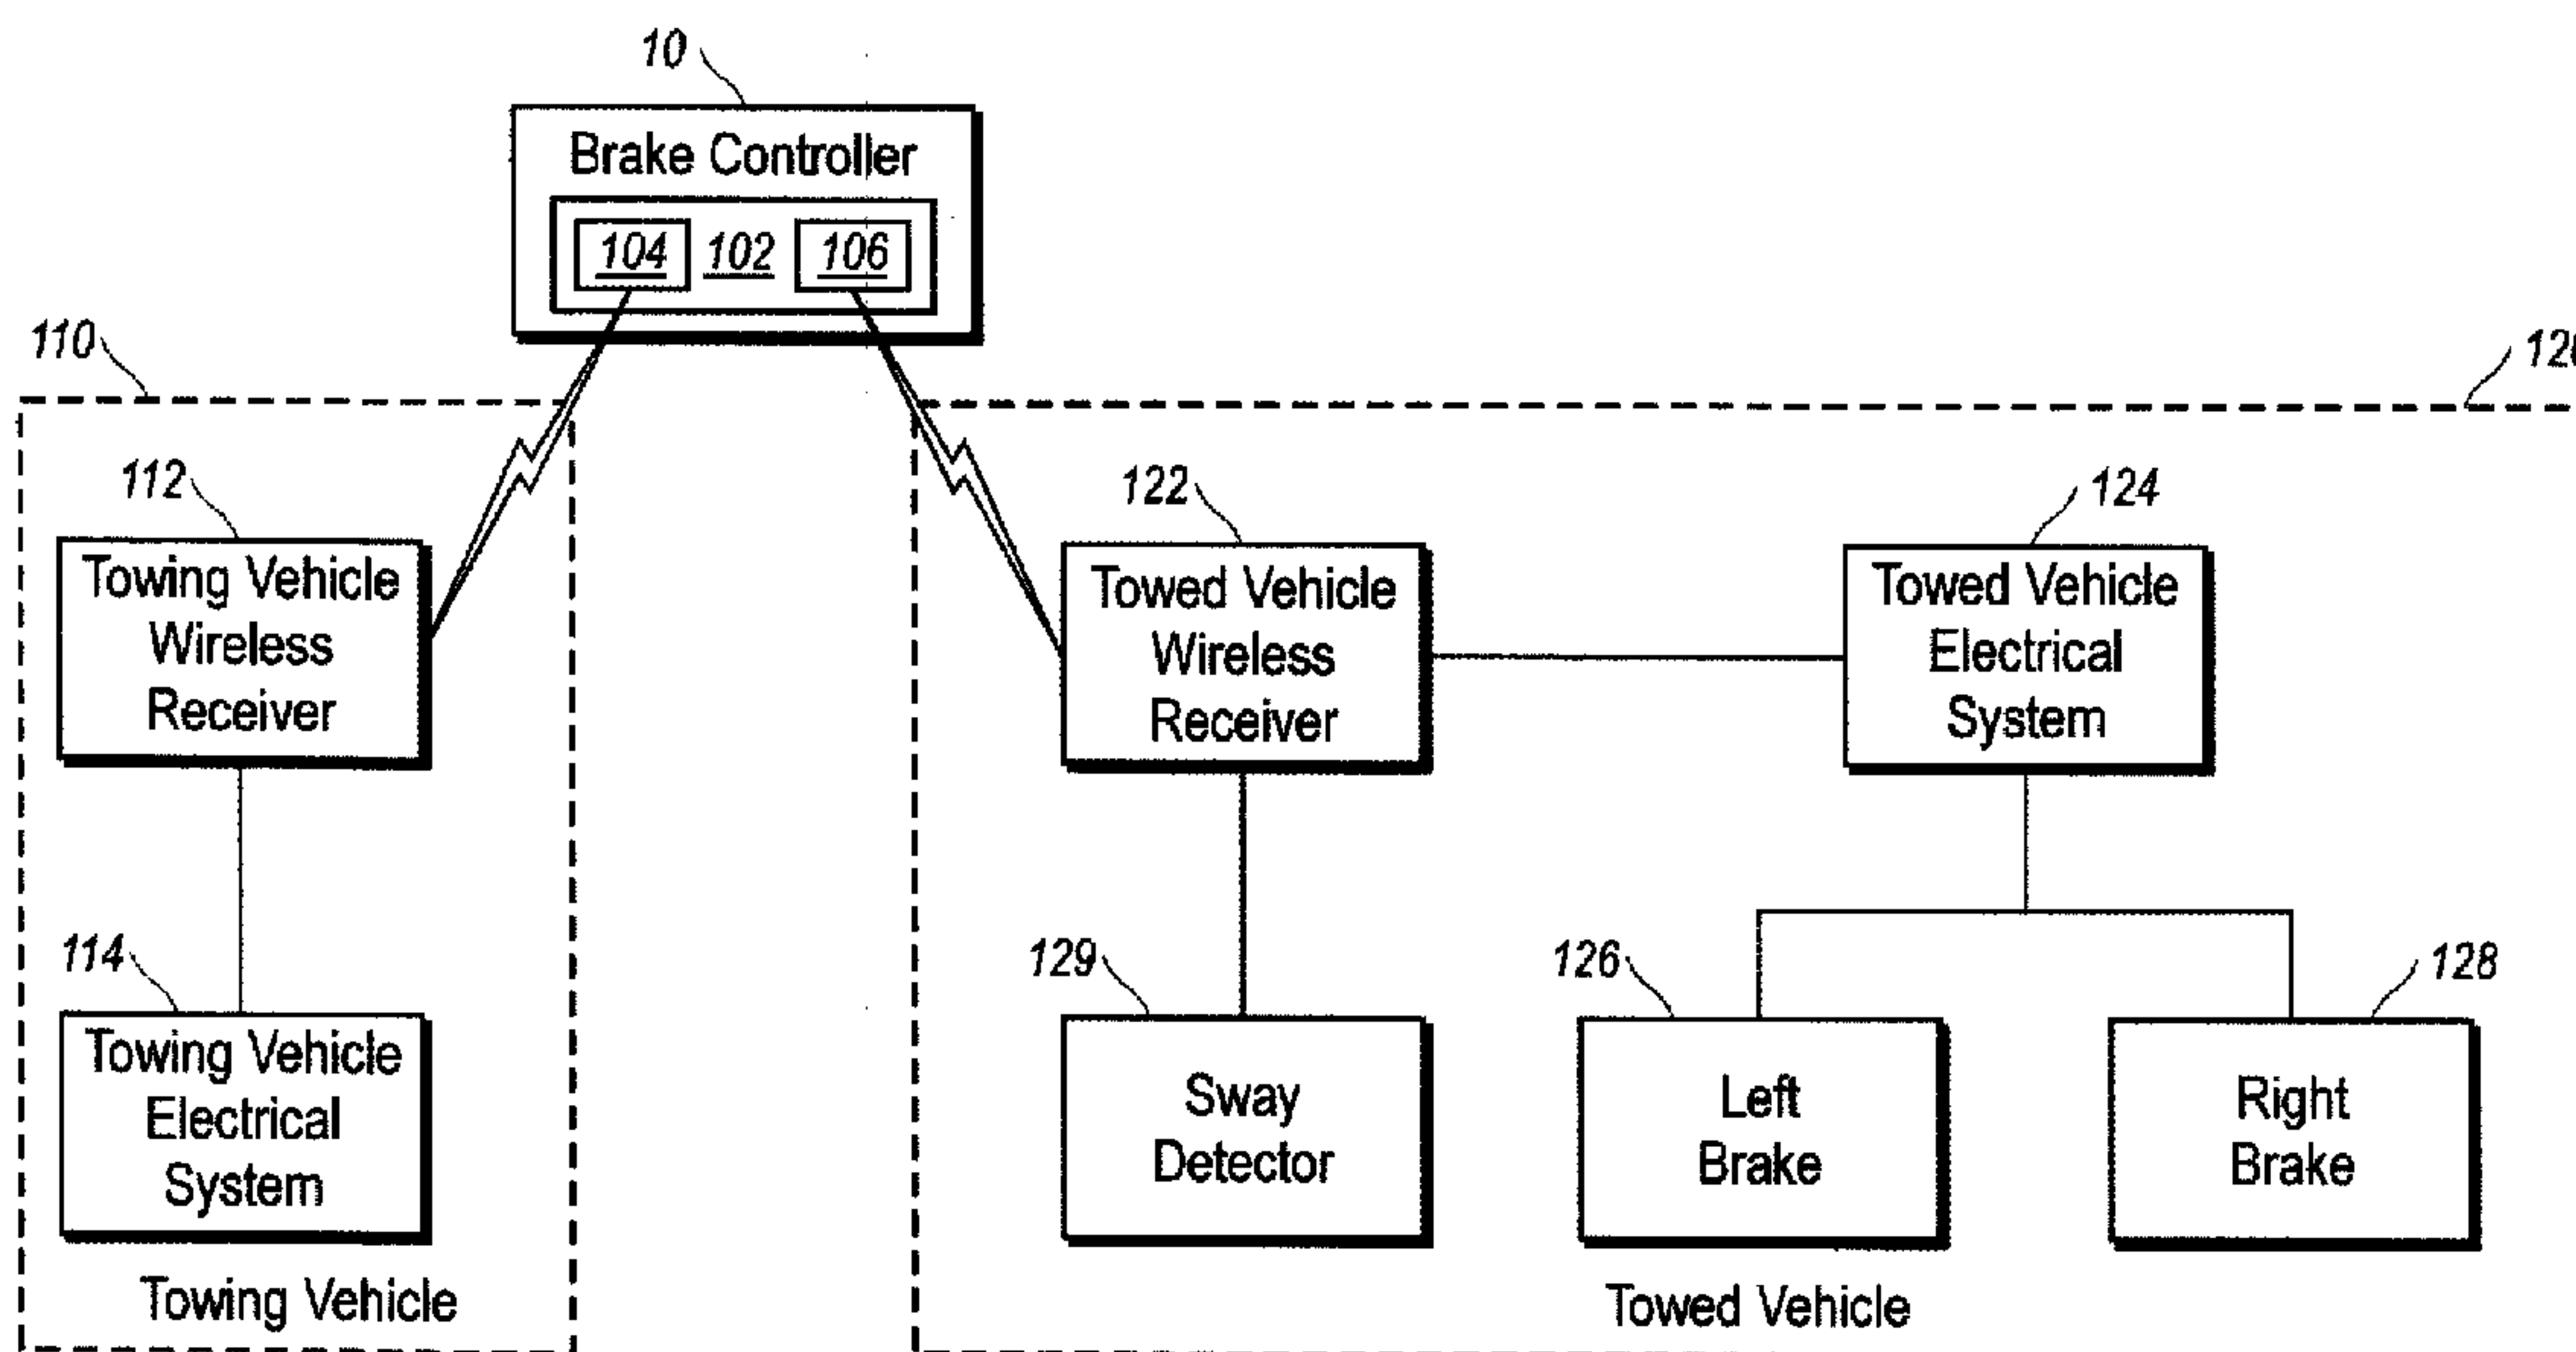 10
Brake Controller
104 102 106
110
112
Towing Vehicle
Wireless
Receiver
114
Towing Vehicle
Electrical
System
Towing Vehicle
122
Towed Vehicle
Wireless
Receiver
124
Towed Vehicle
Electrical
System
129
Sway
Detector
126
Left
Brake
128
Right
Brake
Towed Vehicle